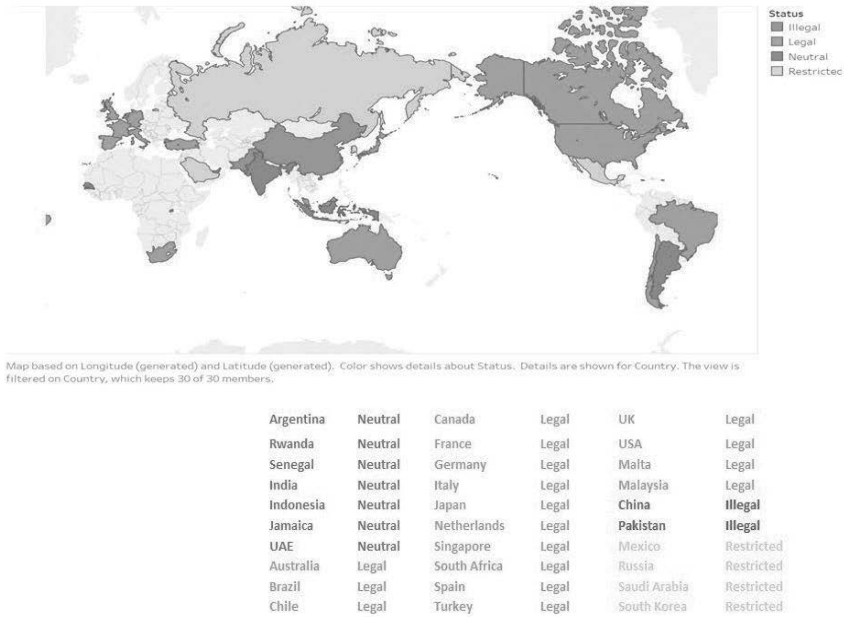 Status
Illegal
Legal
Neutral
Restrictec
Map based on Longitude (generated) and Latitude (generated). Color shows details about Status. Details are shown for Country. The view is
filtered on Country, which keeps 30 of 30 members.
Argentina Neutral Canada Legal UK Legal
Rwanda Neutral France Legal USA Legal
Senegal Neutral Germany Legal Malta Legal
India Neutral Italy Legal Malaysia Legal
Indonesia Neutral Japan Legal China Illegal
Jamaica Neutral Netherlands Legal Pakistan Illegal
UAE Neutral Singapore Legal Mexico Restricted
Australia Legal South Africa Legal Russia Restricted
Brazil Legal Spain Legal Saudi Arabia Restricted
Chile Legal Turkey Legal South Korea Restricted